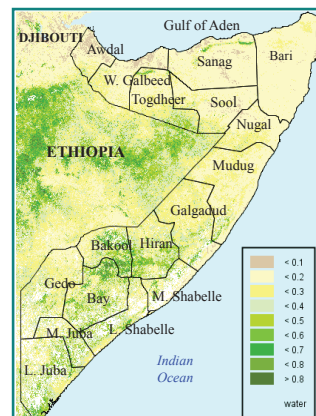 Gulf of Aden
DJIBOUTI
Awdal
Sanag
Bari
W. Galbeed
Togdheer
Sool
Nugal
ETHIOPIA
Mudug
Galgadud
Bakool
Hiran
Gedo
Bay
M. Shabelle
L. Shabelle
M. Juba
L. Juba
Indian
Ocean
< 0.1
< 0.2
< 0.3
< 0.4
< 0.5
< 0.6
< 0.7
< 0.8
> 0.8
water